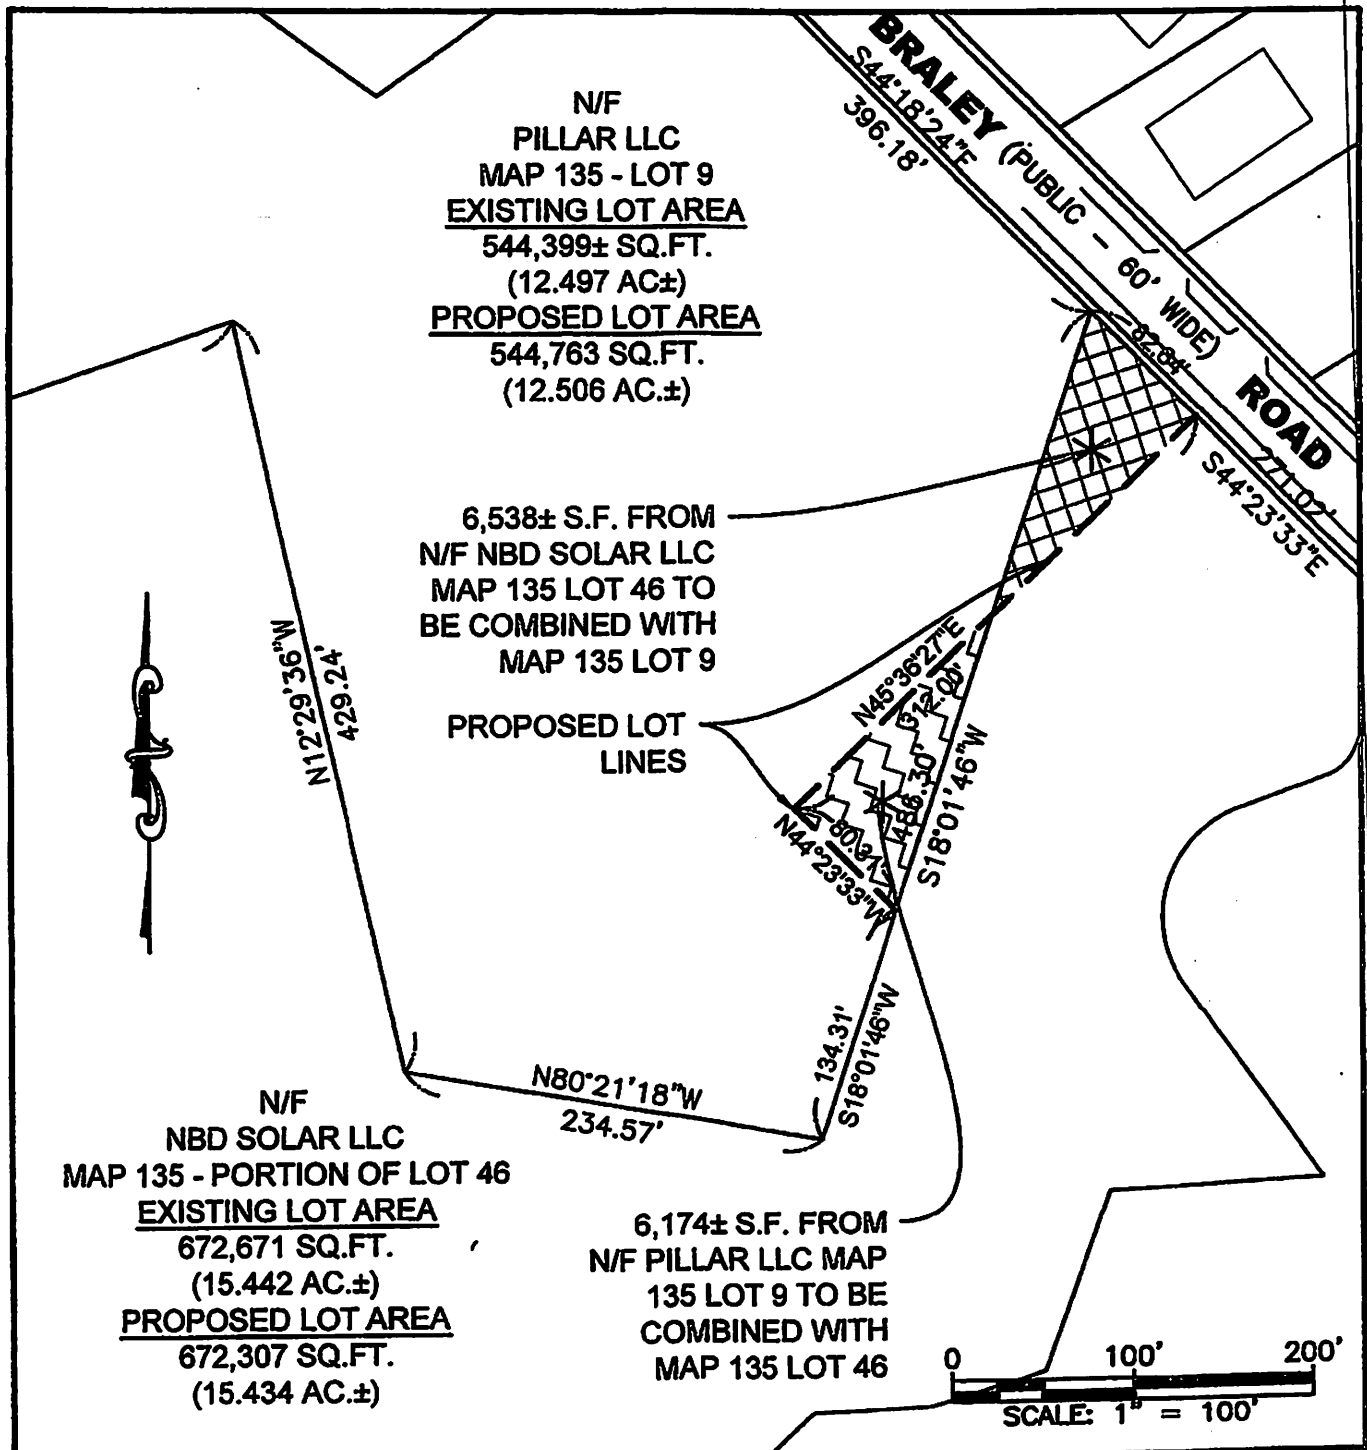 BRALEY (PUBLIC - 60' WIDE) ROAD
S44°18'24"E
396.18'
N/F
PILLAR LLC
MAP 135 - LOT 9
EXISTING LOT AREA
544,399± SQ.FT.
(12.497 AC±)
PROPOSED LOT AREA
544,763 SQ.FT.
(12.506 AC.±)
82.64'
271.02'
S44°23'33"E
6,538± S.F. FROM
N/F NBD SOLAR LLC
MAP 135 LOT 46 TO
BE COMBINED WITH
MAP 135 LOT 9
N12°29'36"W
429.24'
PROPOSED LOT
LINES
N45°36'27"E
312.00'
486.30'
S18°01'46"W
80.31'
N44°23'33"W
134.31'
S18°01'46"W
N80°21'18"W
234.57'
N/F
NBD SOLAR LLC
MAP 135 - PORTION OF LOT 46
EXISTING LOT AREA
672,671 SQ.FT.
(15.442 AC.±)
PROPOSED LOT AREA
672,307 SQ.FT.
(15.434 AC.±)
6,174± S.F. FROM
N/F PILLAR LLC MAP
135 LOT 9 TO BE
COMBINED WITH
MAP 135 LOT 46
0 100' 200'
SCALE: 1" = 100'